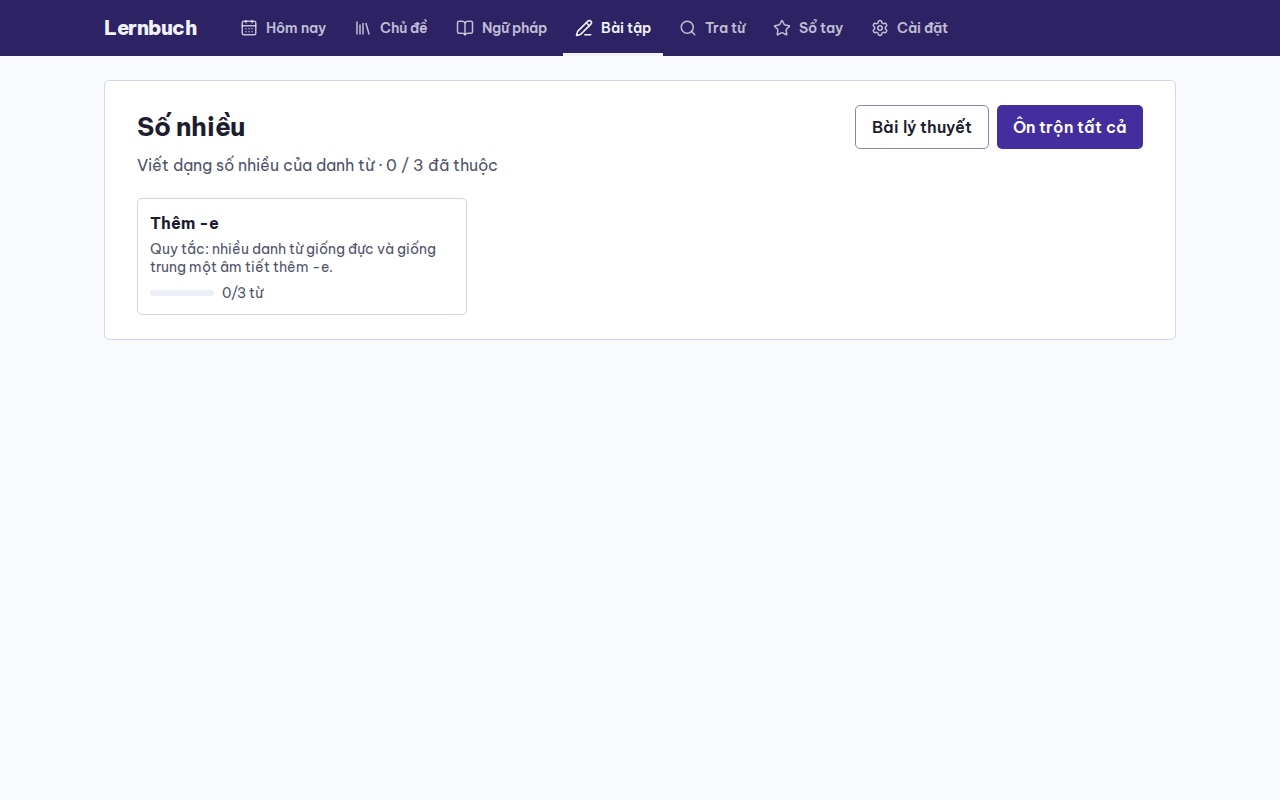 Lernbuch
Hôm nay
Chủ đề
Ngữ pháp
Bài tập
Tra từ
Sổ tay
Cài đặt
Số nhiều
Bài lý thuyết
Ôn trộn tất cả
Viết dạng số nhiều của danh từ · 0 / 3 đã thuộc
Thêm -e
Quy tắc: nhiều danh từ giống đực và giống
trung một âm tiết thêm -e.
0/3 từ